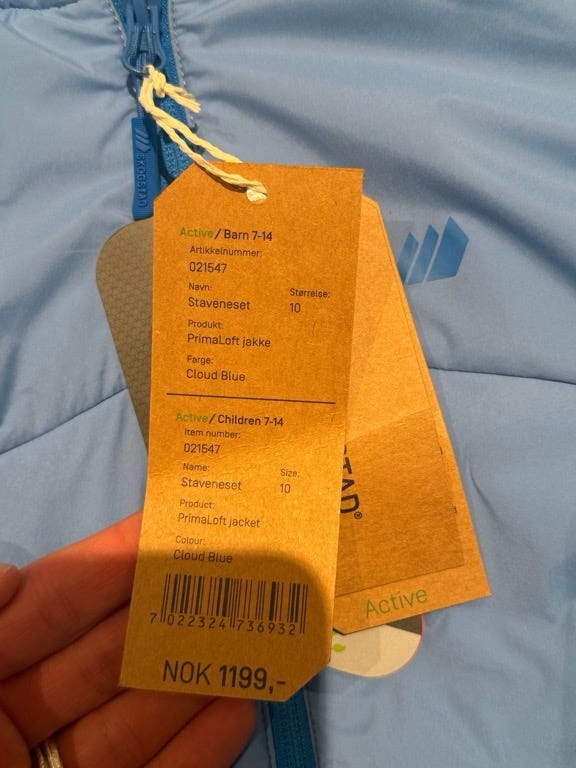 SKOGSTAD
Active/Barn 7-14
Artikkelnummer:
021547
Navn: Størrelse:
Staveneset 10
Produkt:
PrimaLoft jakke
Farge:
Cloud Blue
Active/Children 7-14
Item number:
021547
Name: Size:
Staveneset 10
Product:
PrimaLoft jacket
Colour:
Cloud Blue
7 022324 736932
NOK 1199,-
TAD®
Active